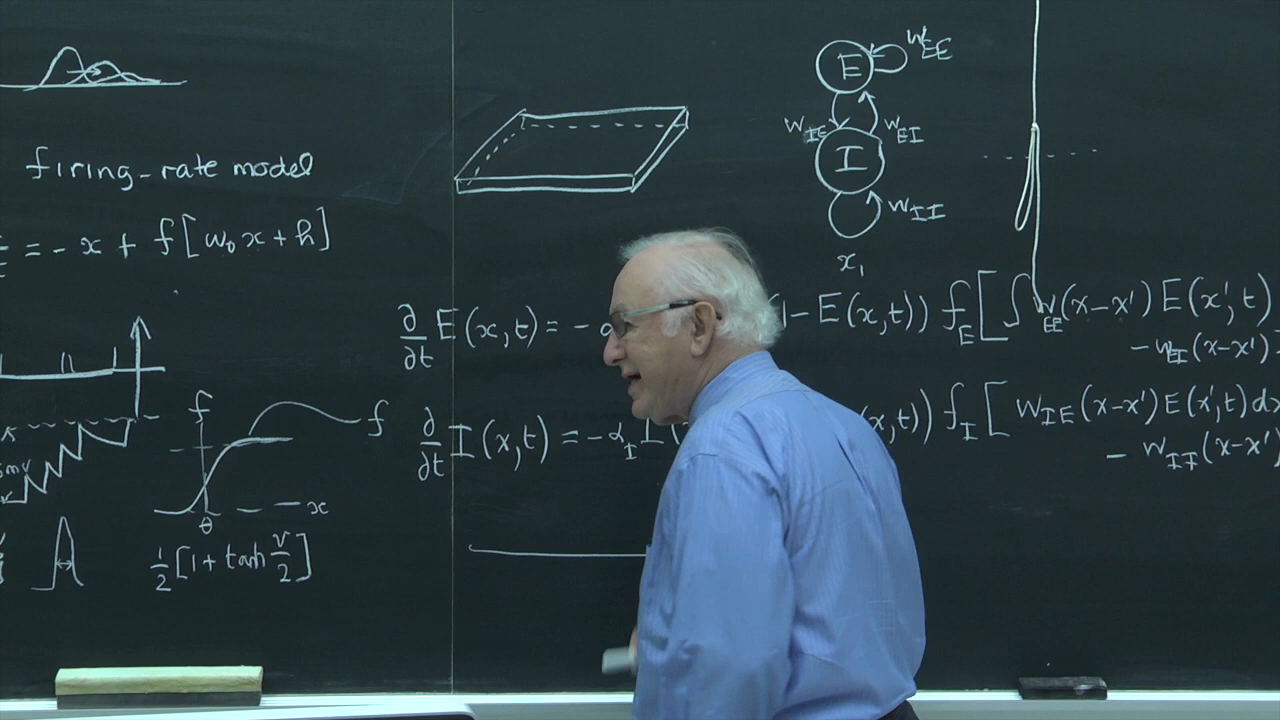 firing-rate model
= -x + f[w₀x+h]
f
f
θ
x
½[1 + tanh v/2]
E
w_EE
w_IE
w_EI
I
w_II
x₁
∂/∂t E(x,t) = -α
1 - E(x,t)) f_E[∫w_EE(x-x')E(x',t)
-w_EI(x-x')
∂/∂t I(x,t) = -α_I I(
(x,t)) f_I[w_IE(x-x')E(x',t)dx
- w_II(x-x')